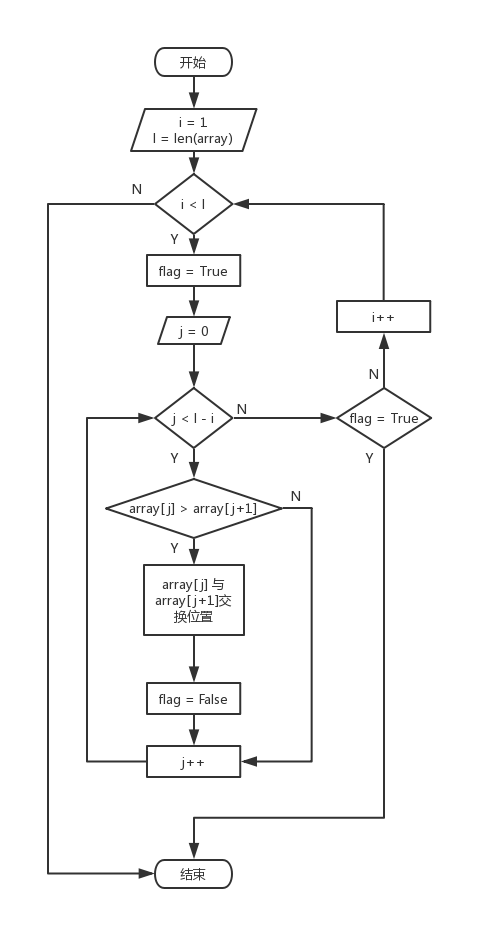 开始
i = 1
l = len(array)
N
i < l
Y
flag = True
i++
j = 0
N
j < l - i
N
flag = True
Y
Y
N
array[j] > array[j+1]
Y
array[j] 与
array[j+1]交
换位置
flag = False
j++
结束